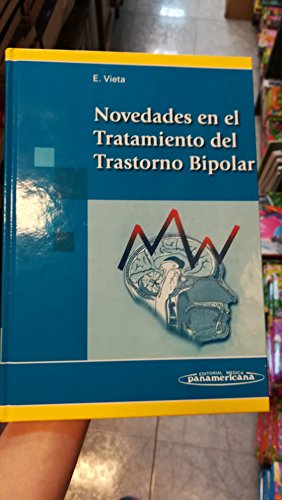 E. Vieta
Novedades en el
Tratamiento del
Trastorno Bipolar
EDITORIAL MEDICA
panamericana